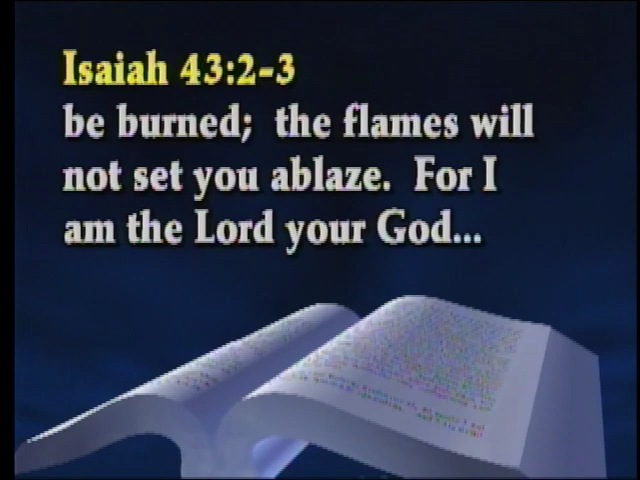 Isaiah 43:2-3
be burned;  the flames will
not set you ablaze.  For I
am the Lord your God...